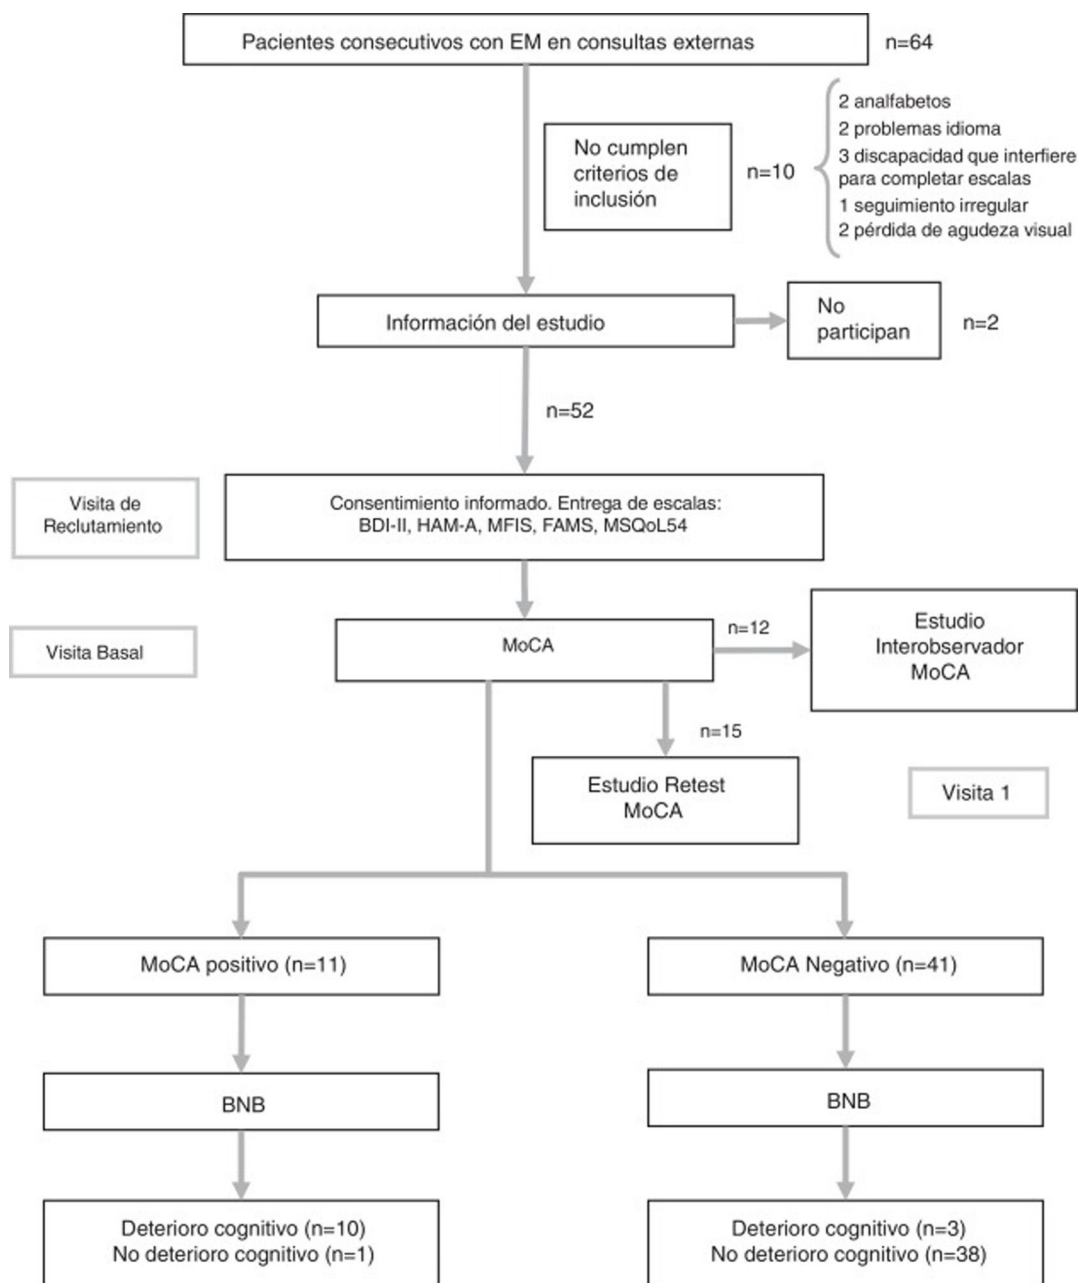 Pacientes consecutivos con EM en consultas externas
n=64
No cumplen
criterios de
inclusión
n=10
2 analfabetos
2 problemas idioma
3 discapacidad que interfiere
para completar escalas
1 seguimiento irregular
2 pérdida de agudeza visual
Información del estudio
No
participan
n=2
n=52
Visita de
Reclutamiento
Consentimiento informado. Entrega de escalas:
BDI-II, HAM-A, MFIS, FAMS, MSQoL54
Visita Basal
MoCA
n=12
Estudio
Interobservador
MoCA
n=15
Estudio Retest
MoCA
Visita 1
MoCA positivo (n=11)
MoCA Negativo (n=41)
BNB
BNB
Deterioro cognitivo (n=10)
No deterioro cognitivo (n=1)
Deterioro cognitivo (n=3)
No deterioro cognitivo (n=38)